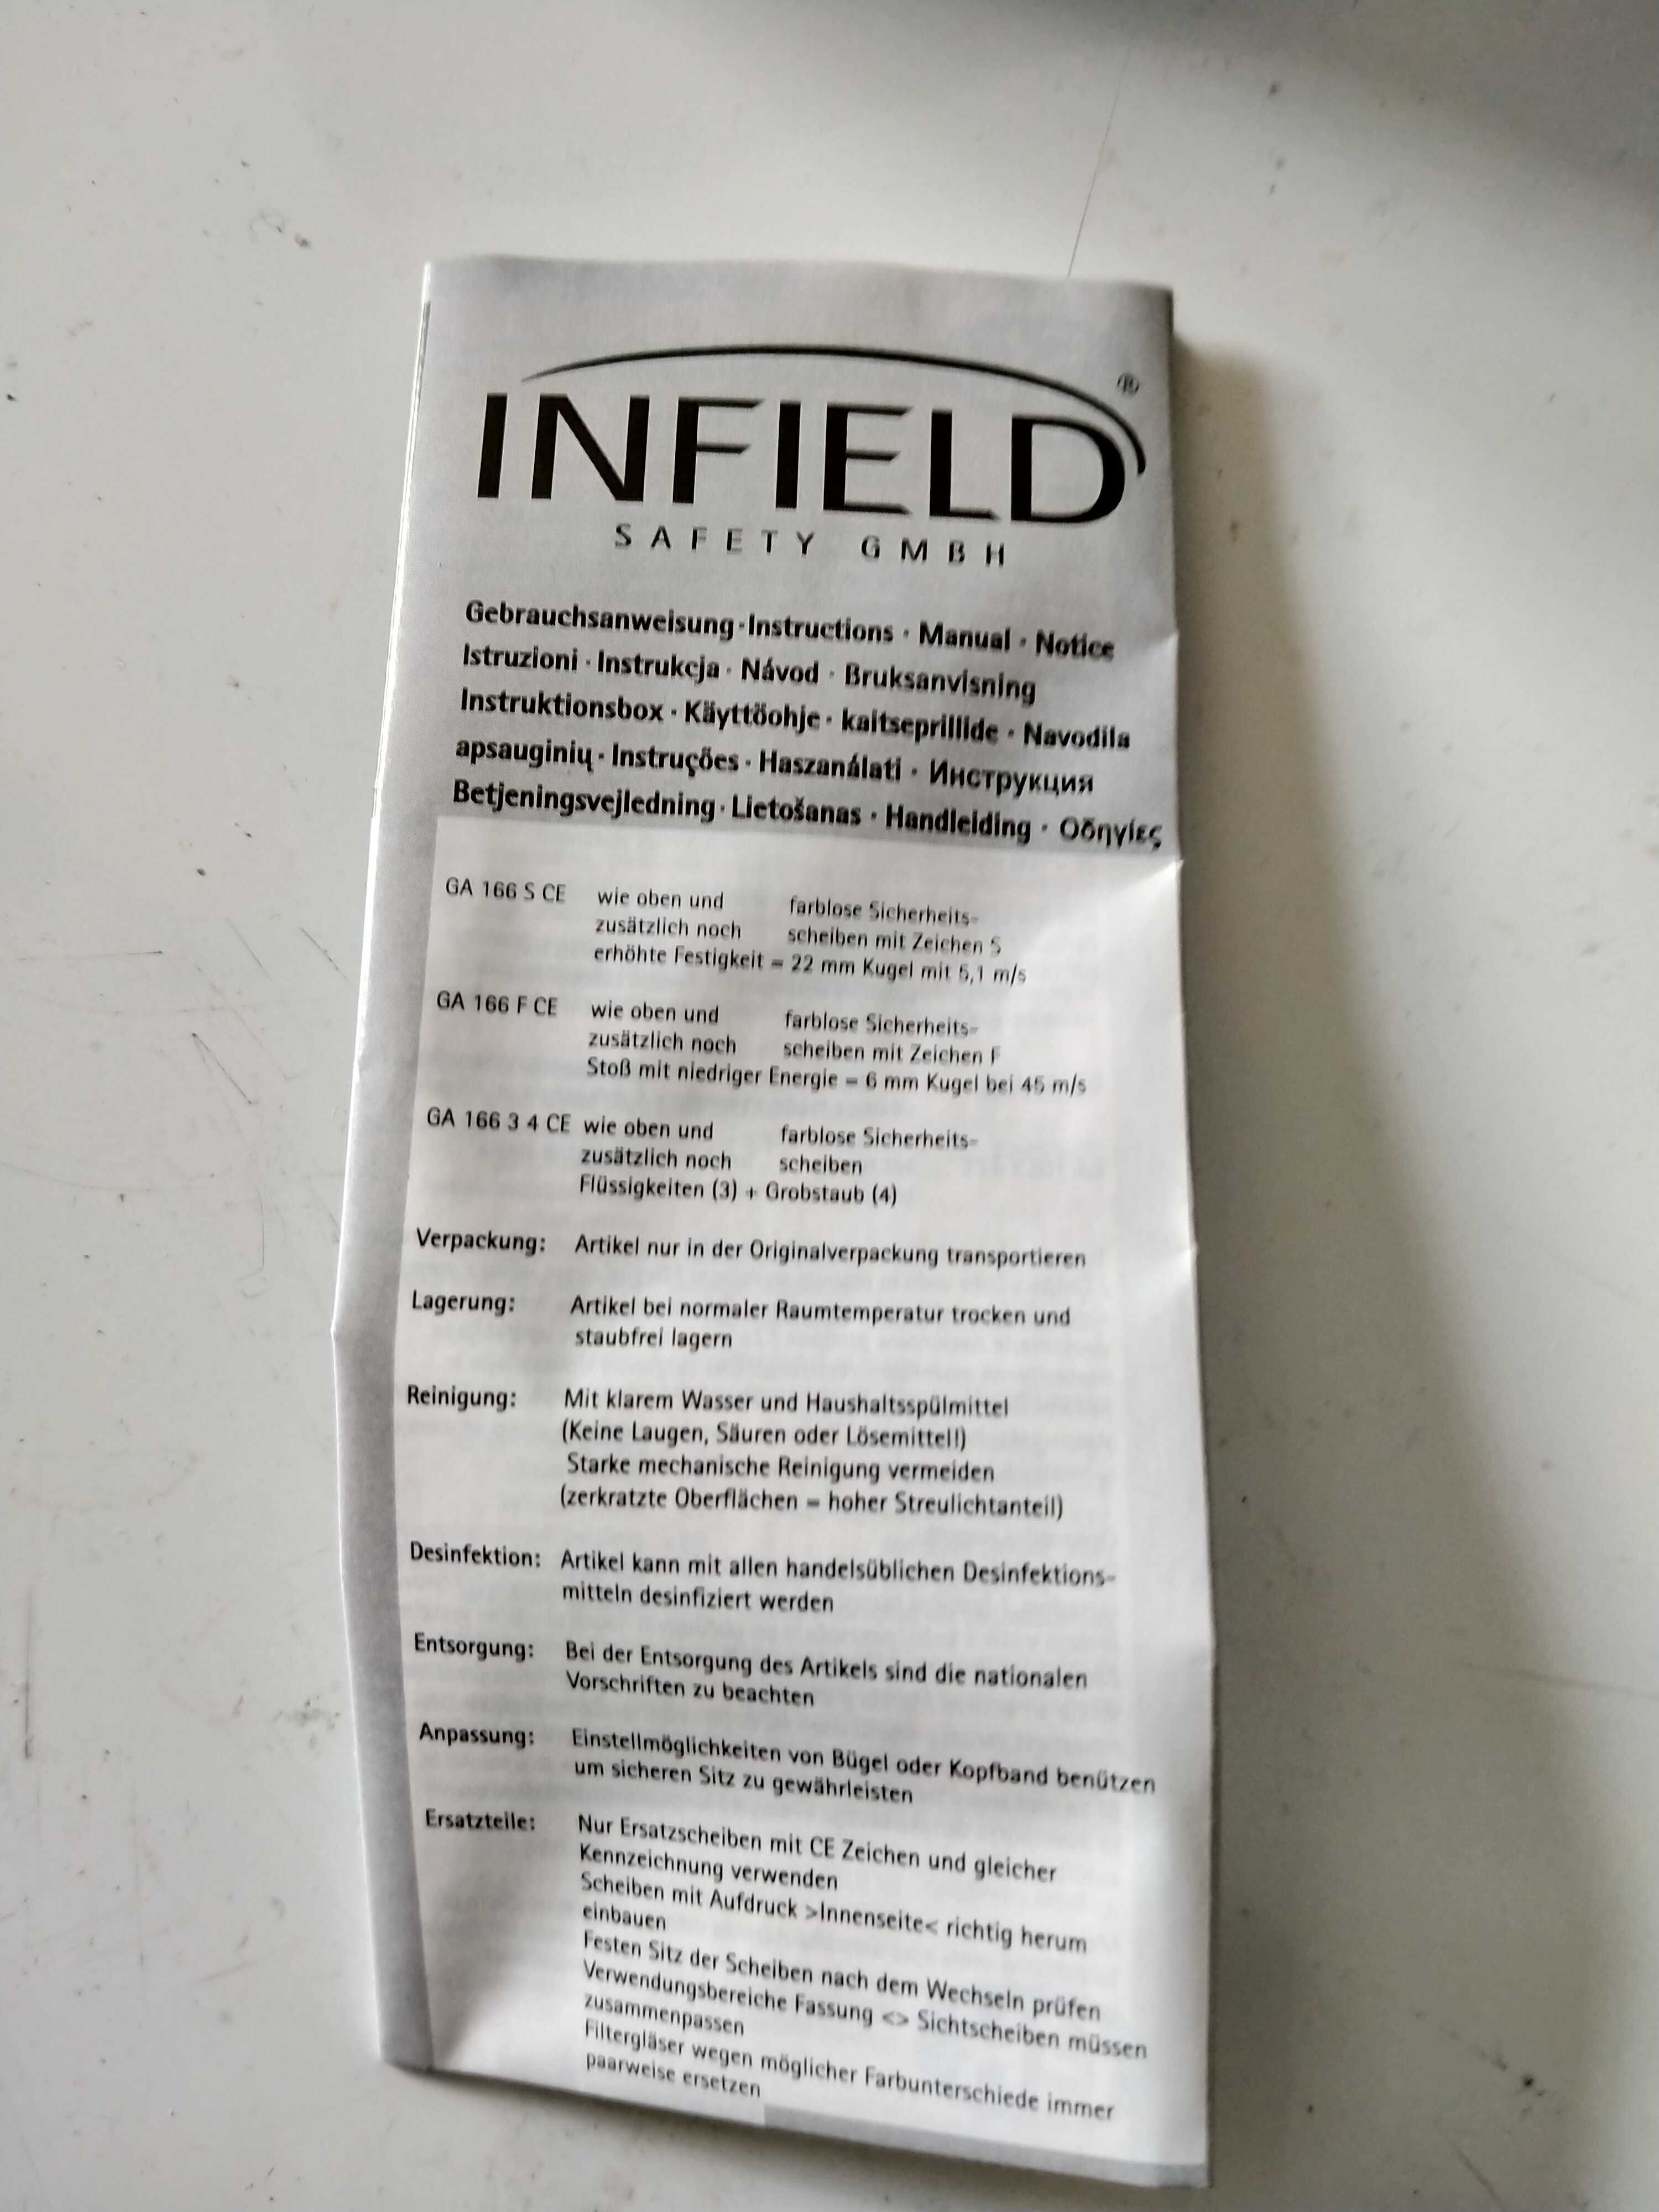 INFIELD®
SAFETY GMBH
Gebrauchsanweisung · Instructions · Manual · Notice
Istruzioni · Instrukcja · Návod · Bruksanvisning
Instruktionsbox · Käyttöohje · kaitseprillide · Navodila
apsauginių · Instruções · Haszanálati · Инструкция
Betjeningsvejledning · Lietošanas · Handleiding · Οδηγίες
GA 166 S CE wie oben und farblose Sicherheits-
zusätzlich noch scheiben mit Zeichen S
erhöhte Festigkeit = 22 mm Kugel mit 5,1 m/s
GA 166 F CE wie oben und farblose Sicherheits-
zusätzlich noch scheiben mit Zeichen F
Stoß mit niedriger Energie = 6 mm Kugel bei 45 m/s
GA 166 3 4 CE wie oben und farblose Sicherheits-
zusätzlich noch scheiben
Flüssigkeiten (3) + Grobstaub (4)
Verpackung: Artikel nur in der Originalverpackung transportieren
Lagerung: Artikel bei normaler Raumtemperatur trocken und
staubfrei lagern
Reinigung: Mit klarem Wasser und Haushaltsspülmittel
(Keine Laugen, Säuren oder Lösemittel!)
Starke mechanische Reinigung vermeiden
(zerkratzte Oberflächen = hoher Streulichtanteil)
Desinfektion: Artikel kann mit allen handelsüblichen Desinfektions-
mitteln desinfiziert werden
Entsorgung: Bei der Entsorgung des Artikels sind die nationalen
Vorschriften zu beachten
Anpassung: Einstellmöglichkeiten von Bügel oder Kopfband benützen
um sicheren Sitz zu gewährleisten
Ersatzteile: Nur Ersatzscheiben mit CE Zeichen und gleicher
Kennzeichnung verwenden
Scheiben mit Aufdruck >Innenseite< richtig herum
einbauen
Festen Sitz der Scheiben nach dem Wechseln prüfen
Verwendungsbereiche Fassung <> Sichtscheiben müssen
zusammenpassen
Filtergläser wegen möglicher Farbunterschiede immer
paarweise ersetzen